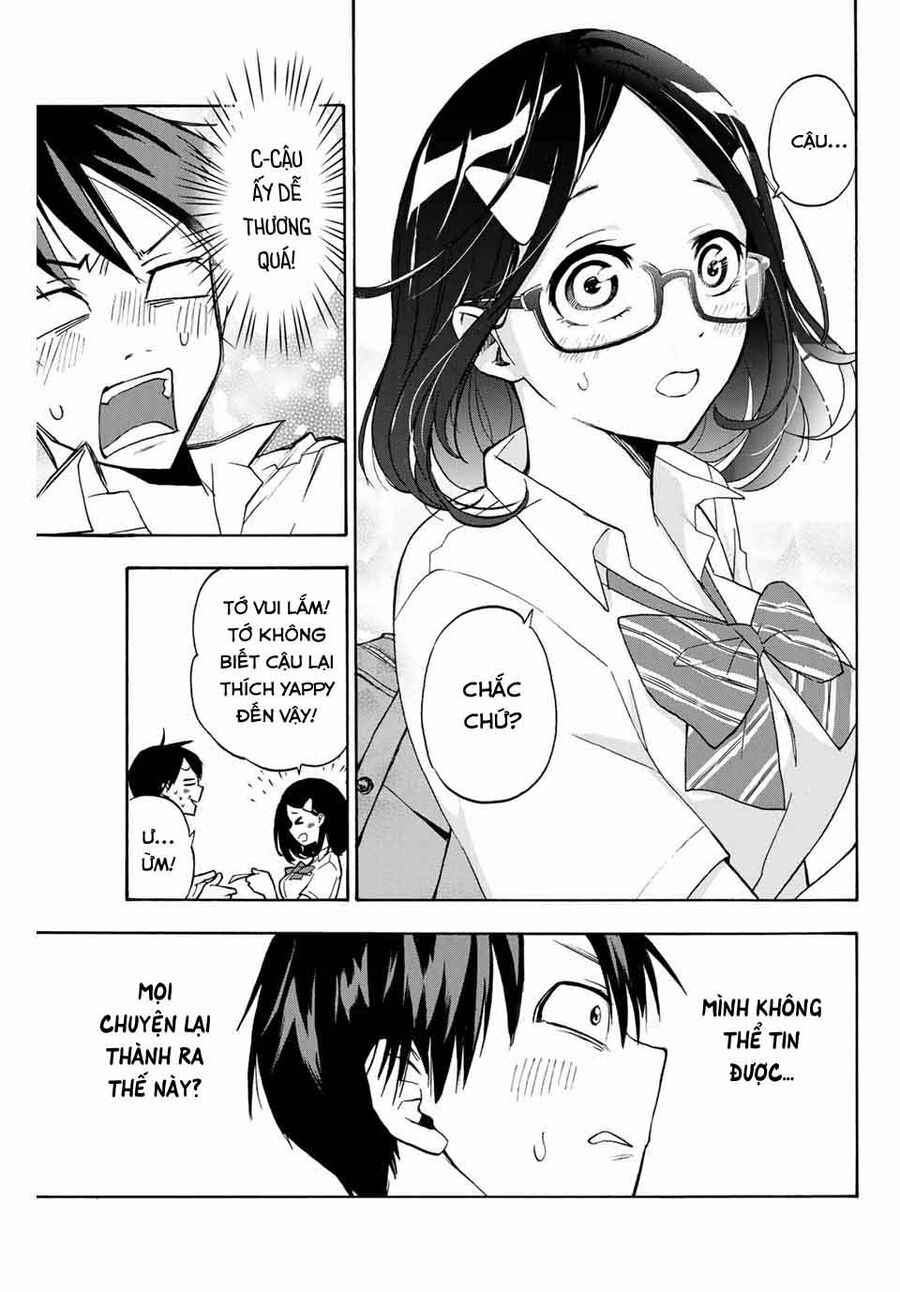 CẬU...
CHẮC
CHỨ?
C-CẬU
ẤY DỄ
THƯƠNG
QUÁ!
TỚ VUI LẮM!
TỚ KHÔNG
BIẾT CẬU LẠI
THÍCH YAPPY
ĐẾN VẬY!
Ư...
ỪM!
MÌNH KHÔNG
THỂ TIN
ĐƯỢC...
MỌI
CHUYỆN LẠI
THÀNH RA
THẾ NÀY?